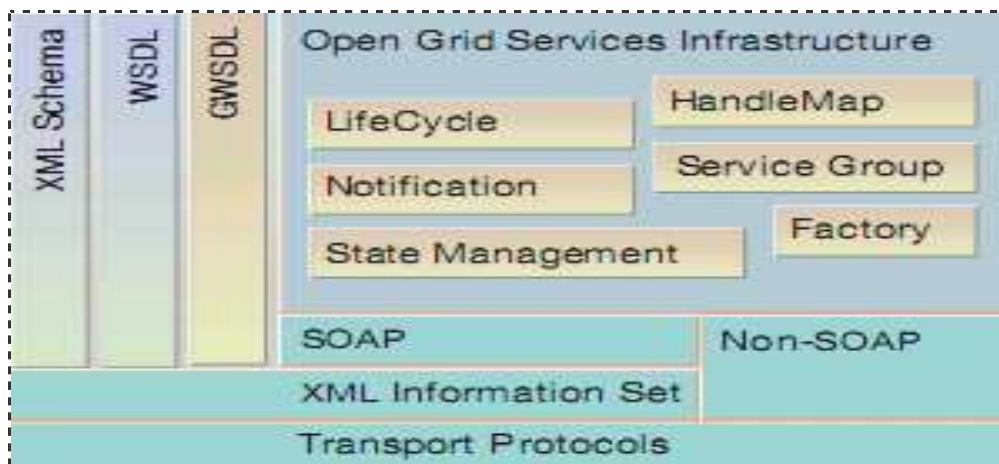 XML Schema
WSDL
GWSDL
Open Grid Services Infrastructure
LifeCycle
HandleMap
Notification
Service Group
State Management
Factory
SOAP
Non-SOAP
XML Information Set
Transport Protocols